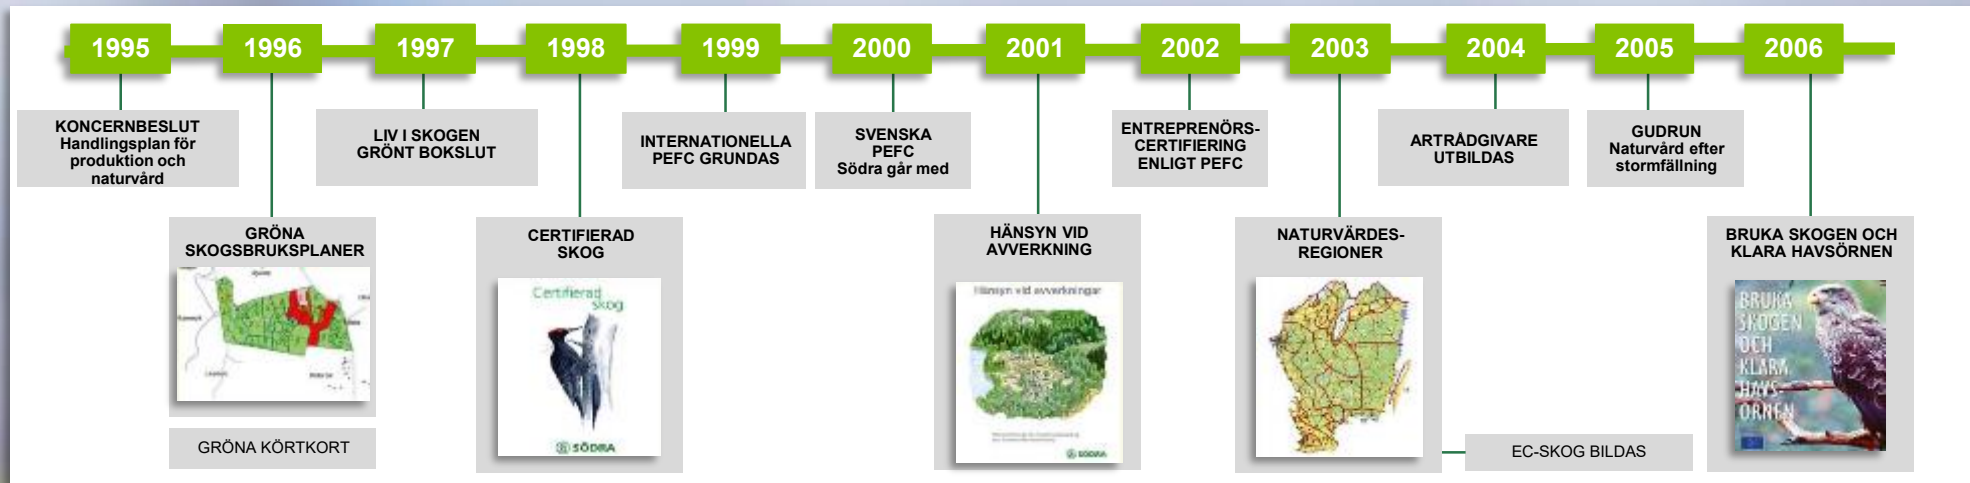 1995
1996
1997
1998
1999
2000
2001
2002
2003
2004
2005
2006
KONCERNBESLUT
Handlingsplan för
produktion och
naturvård
LIV I SKOGEN
GRÖNT BOKSLUT
INTERNATIONELLA
PEFC GRUNDAS
SVENSKA
PEFC
Södra går med
ENTREPRENÖRS-
CERTIFIERING
ENLIGT PEFC
ARTRÅDGIVARE
UTBILDAS
GUDRUN
Naturvård efter
stormfällning
GRÖNA
SKOGSBRUKSPLANER
GRÖNA KÖRTKORT
CERTIFIERAD
SKOG
Certifierad
skog
SÖDRA
HÄNSYN VID
AVVERKNING
Hänsyn vid avverkningar
SÖDRA
NATURVÄRDES-
REGIONER
EC-SKOG BILDAS
BRUKA SKOGEN OCH
KLARA HAVSÖRNEN
BRUKA
SKOGEN
OCH
KLARA
HAVS-
ÖRNEN